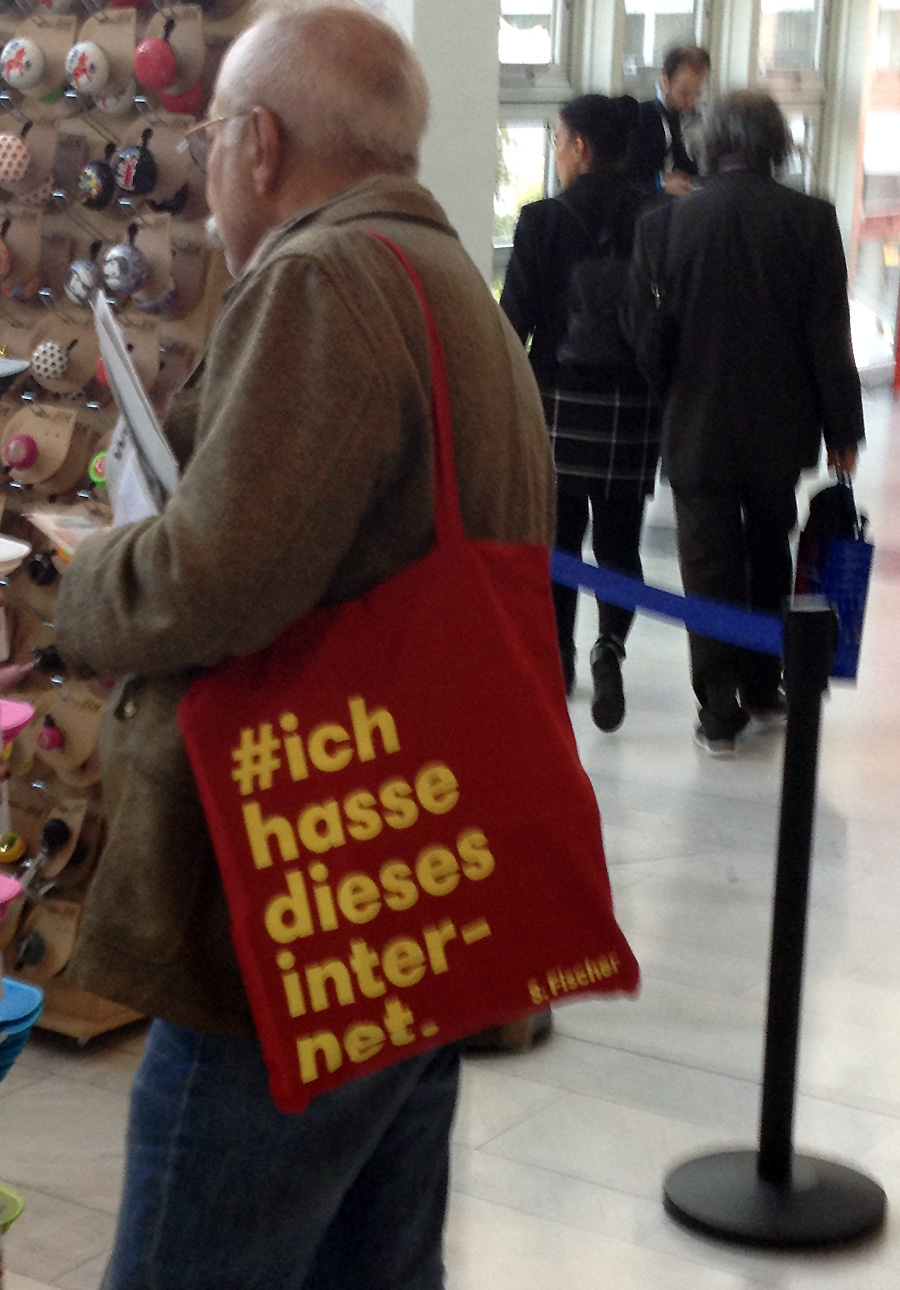 #ich
hasse
dieses
inter-
net.
S. Fischer